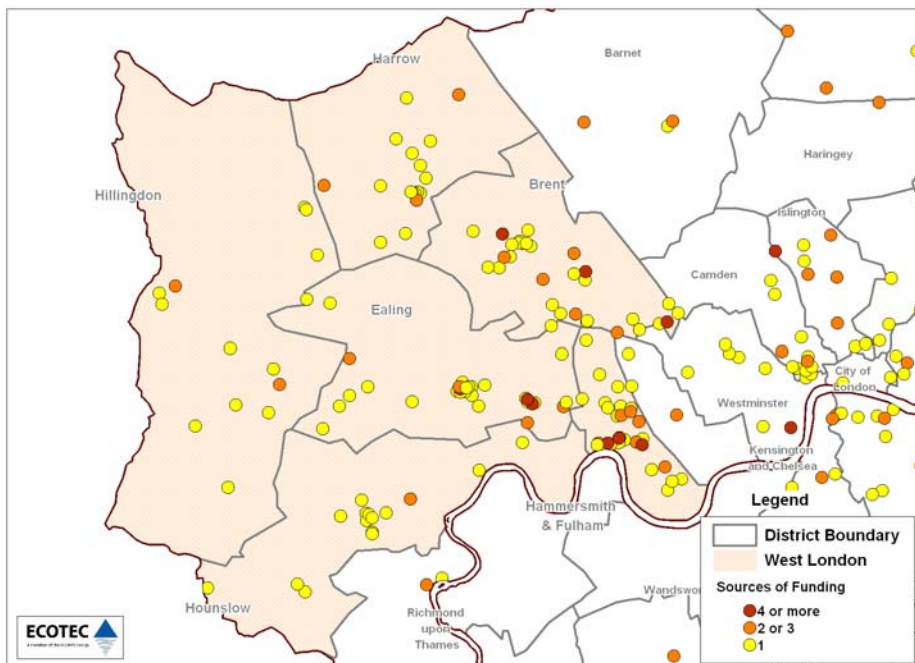 Harrow
Barnet
Haringey
Hillingdon
Brent
Islington
Camden
Ealing
City of
London
Westminster
Kensington
and Chelsea
Legend
Hammersmith
& Fulham
District Boundary
West London
Wandsw
Sources of Funding
4 or more
2 or 3
1
Hounslow
Richmond
upon
Thames
ECOTEC